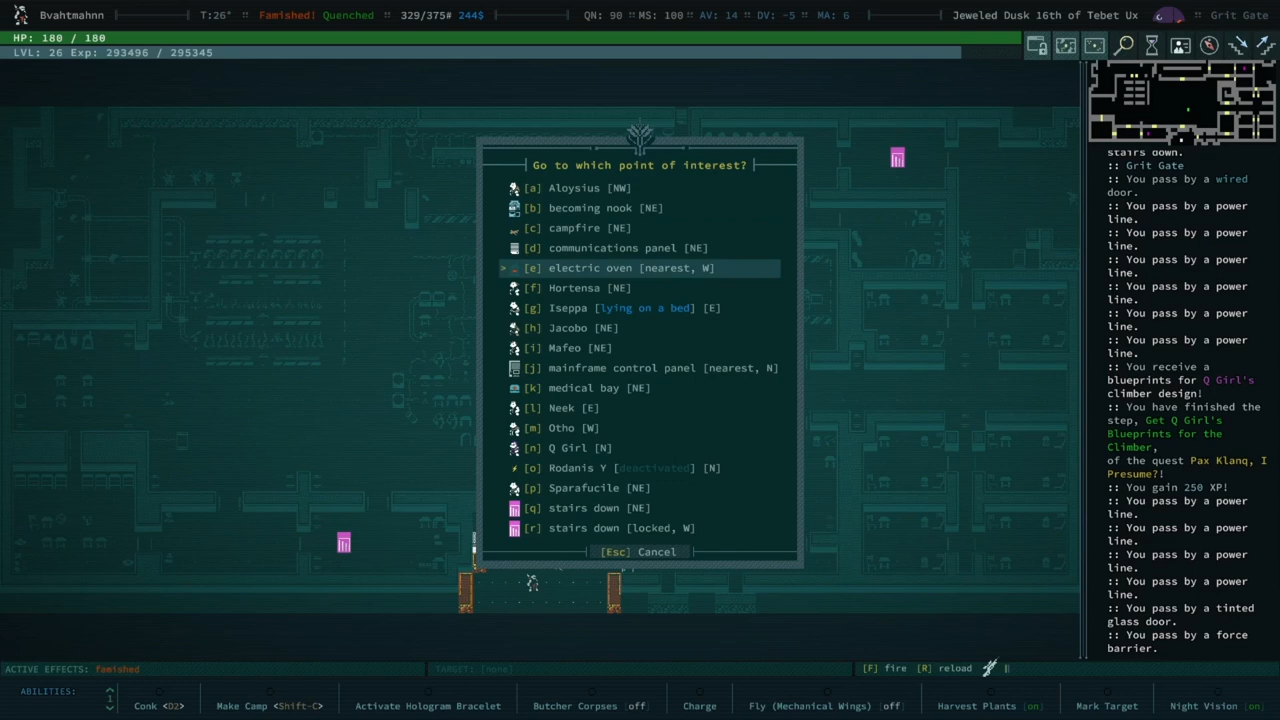 Bvahtmahnn
T:26° :: Famished! Quenched :: 329/375# 244$
QN: 90 :: MS: 100 :: AV: 14 :: DV: -5 :: MA: 6
Jeweled Dusk 16th of Tebet Ux :: Grit Gate
HP: 180 / 180
LVL: 26 Exp: 293496 / 295345
Go to which point of interest?
[a] Aloysius [NW]
[b] becoming nook [NE]
[c] campfire [NE]
[d] communications panel [NE]
> [e] electric oven [nearest, W]
[f] Hortensa [NE]
[g] Iseppa [lying on a bed] [E]
[h] Jacobo [NE]
[i] Mafeo [NE]
[j] mainframe control panel [nearest, N]
[k] medical bay [NE]
[l] Neek [E]
[m] Otho [W]
[n] Q Girl [N]
[o] Rodanis Y [deactivated] [N]
[p] Sparafucile [NE]
[q] stairs down [NE]
[r] stairs down [locked, W]
[Esc] Cancel
stairs down.
:: Grit Gate
:: You pass by a wired
door.
:: You pass by a power
line.
:: You pass by a power
line.
:: You pass by a power
line.
:: You pass by a power
line.
:: You pass by a power
line.
:: You pass by a power
line.
:: You receive a
blueprints for Q Girl's
climber design!
:: You have finished the
step, Get Q Girl's
Blueprints for the
Climber,
of the quest Pax Klanq, I
Presume?!
:: You gain 250 XP!
:: You pass by a power
line.
:: You pass by a power
line.
:: You pass by a power
line.
:: You pass by a power
line.
:: You pass by a tinted
glass door.
:: You pass by a force
barrier.
ACTIVE EFFECTS: famished
TARGET: [none]
[F] fire [R] reload
ABILITIES:
1
Conk <D2>
Make Camp <Shift-C>
Activate Hologram Bracelet
Butcher Corpses [off]
Charge
Fly (Mechanical Wings) [off]
Harvest Plants [on]
Mark Target
Night Vision [on]